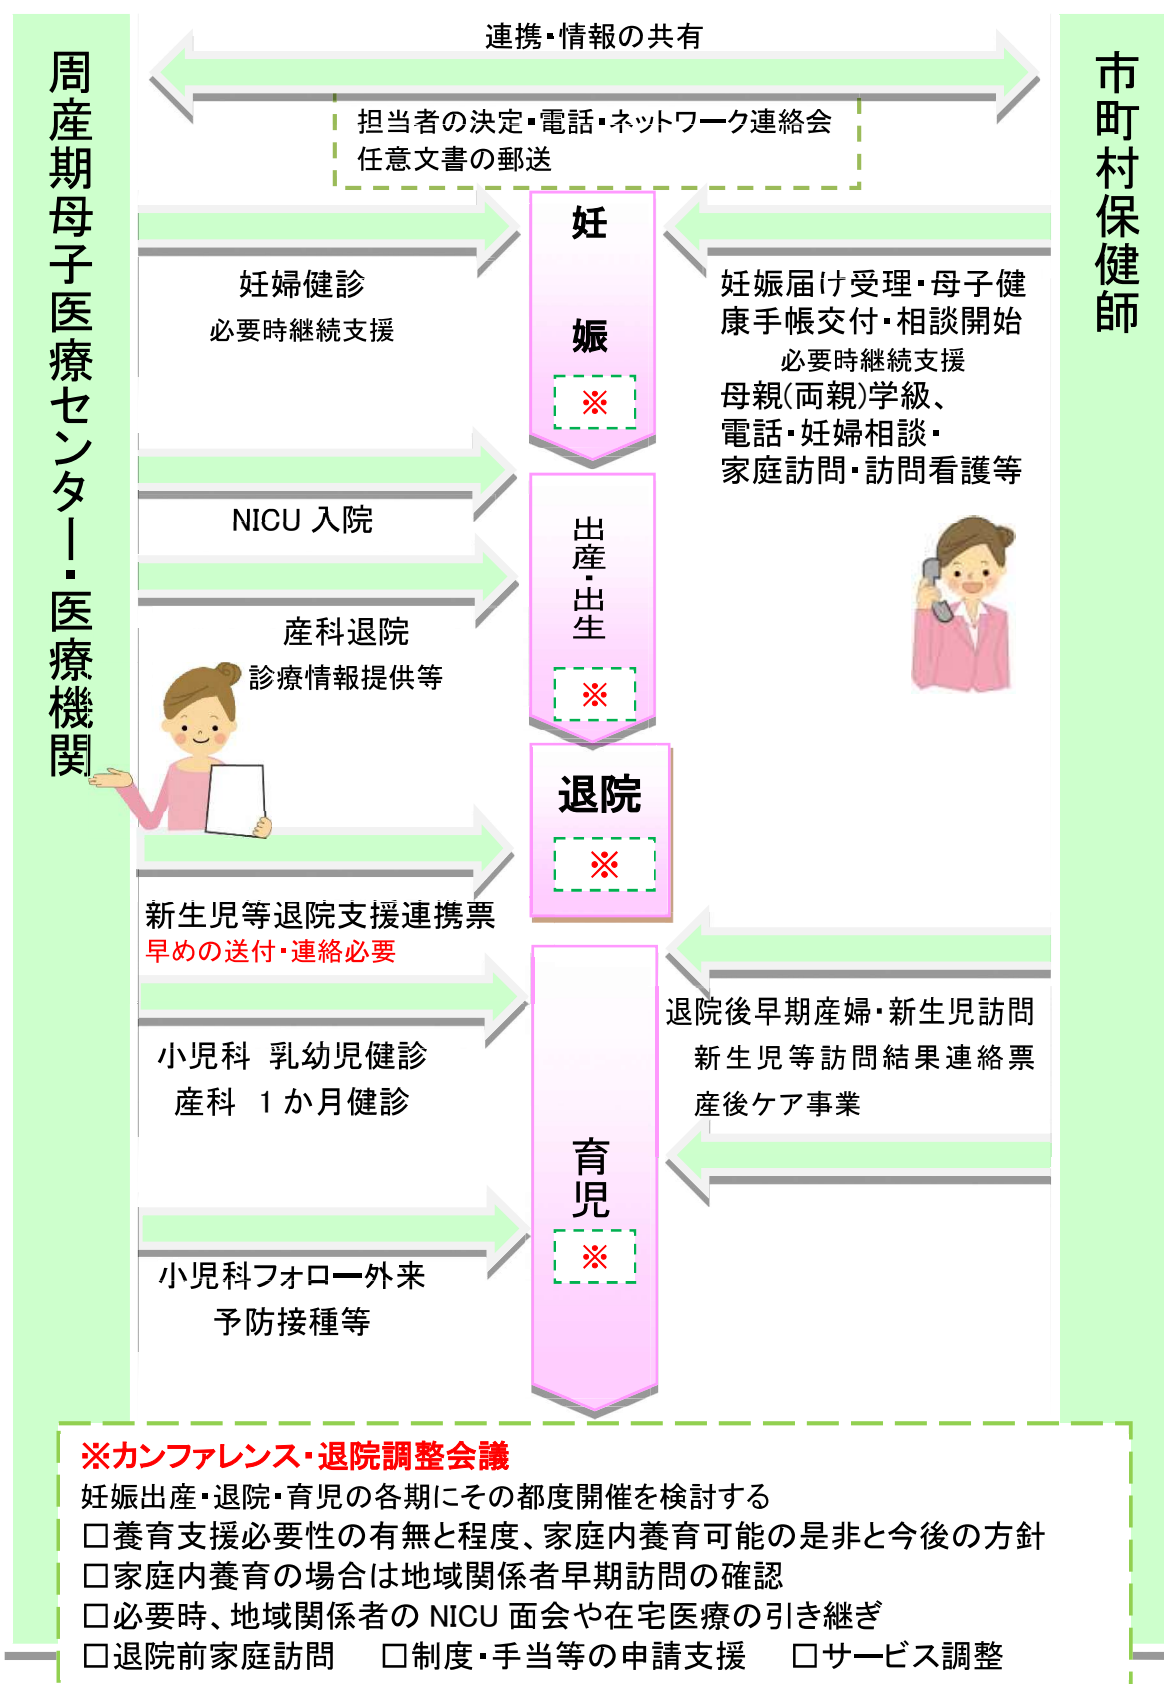 連携・情報の共有
周産期母子医療センター・医療機関
市町村保健師
担当者の決定・電話・ネットワーク連絡会
任意文書の郵送
妊娠
※
妊婦健診
必要時継続支援
妊娠届け受理・母子健
康手帳交付・相談開始
必要時継続支援
母親(両親)学級、
電話・妊婦相談・
家庭訪問・訪問看護等
NICU 入院
出産・出生
※
産科退院
診療情報提供等
退院
※
新生児等退院支援連携票
早めの送付・連絡必要
退院後早期産婦・新生児訪問
新生児等訪問結果連絡票
産後ケア事業
小児科 乳幼児健診
産科 1か月健診
育児
※
小児科フォロー外来
予防接種等
※カンファレンス・退院調整会議
妊娠出産・退院・育児の各期にその都度開催を検討する
□養育支援必要性の有無と程度、家庭内養育可能の是非と今後の方針
□家庭内養育の場合は地域関係者早期訪問の確認
□必要時、地域関係者の NICU 面会や在宅医療の引き継ぎ
□退院前家庭訪問 □制度・手当等の申請支援 □サービス調整